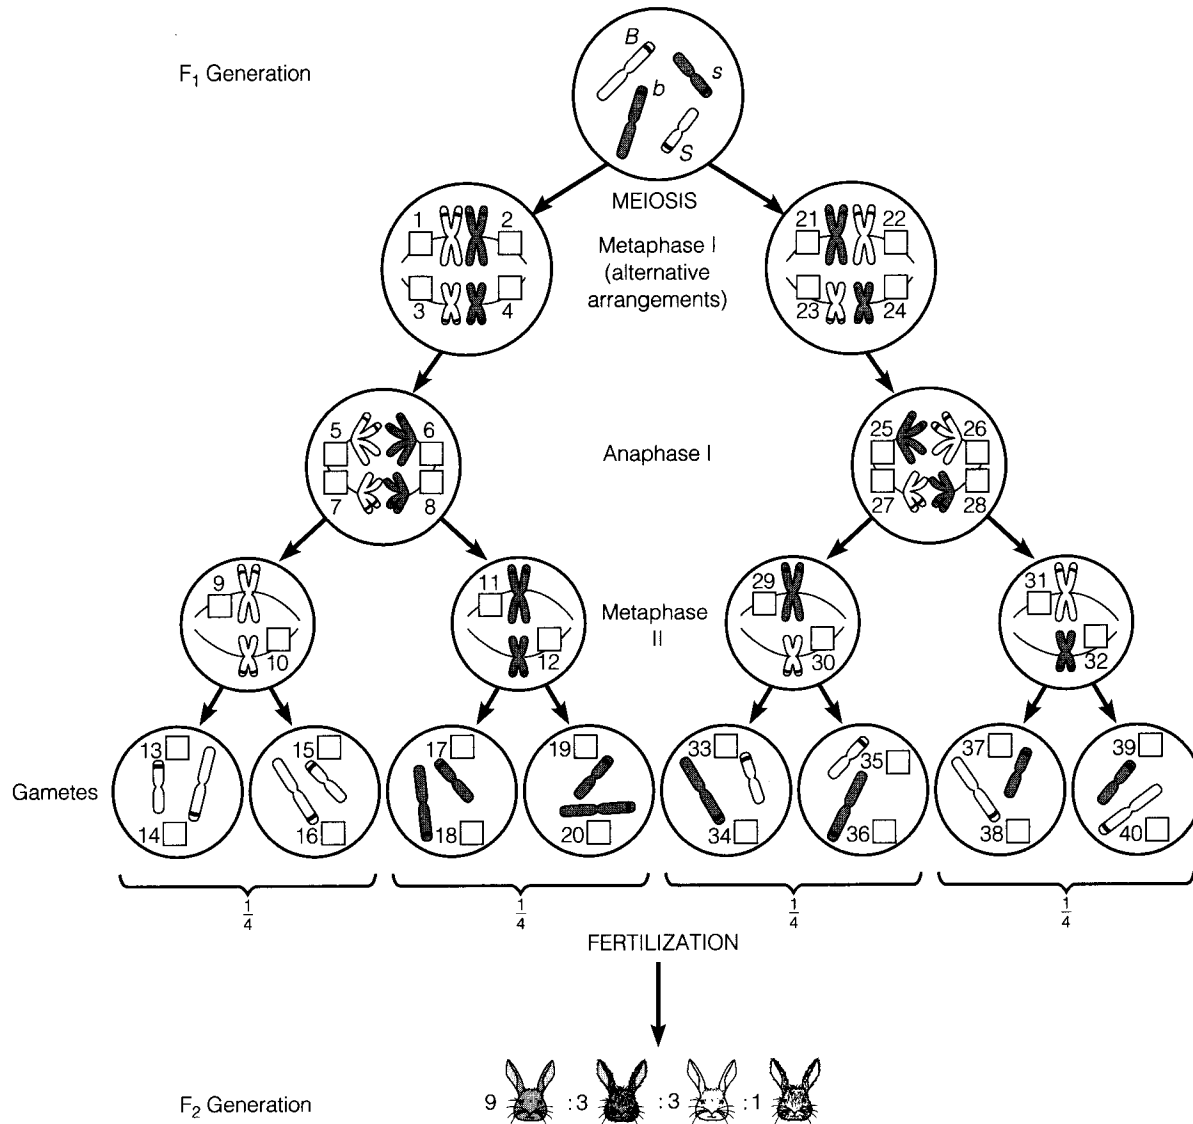 F1 Generation
B
s
b
S
MEIOSIS
1 2
21 22
Metaphase I
(alternative
arrangements)
3 4
23 24
5 6
25 26
Anaphase I
7 8
27 28
9
11
29
31
Metaphase
II
10
12
30
32
13
15
17
19
33
35
37
39
Gametes
14
16
18
20
34
36
38
40
1/4
1/4
1/4
1/4
FERTILIZATION
F2 Generation
9 :3 :3 :1